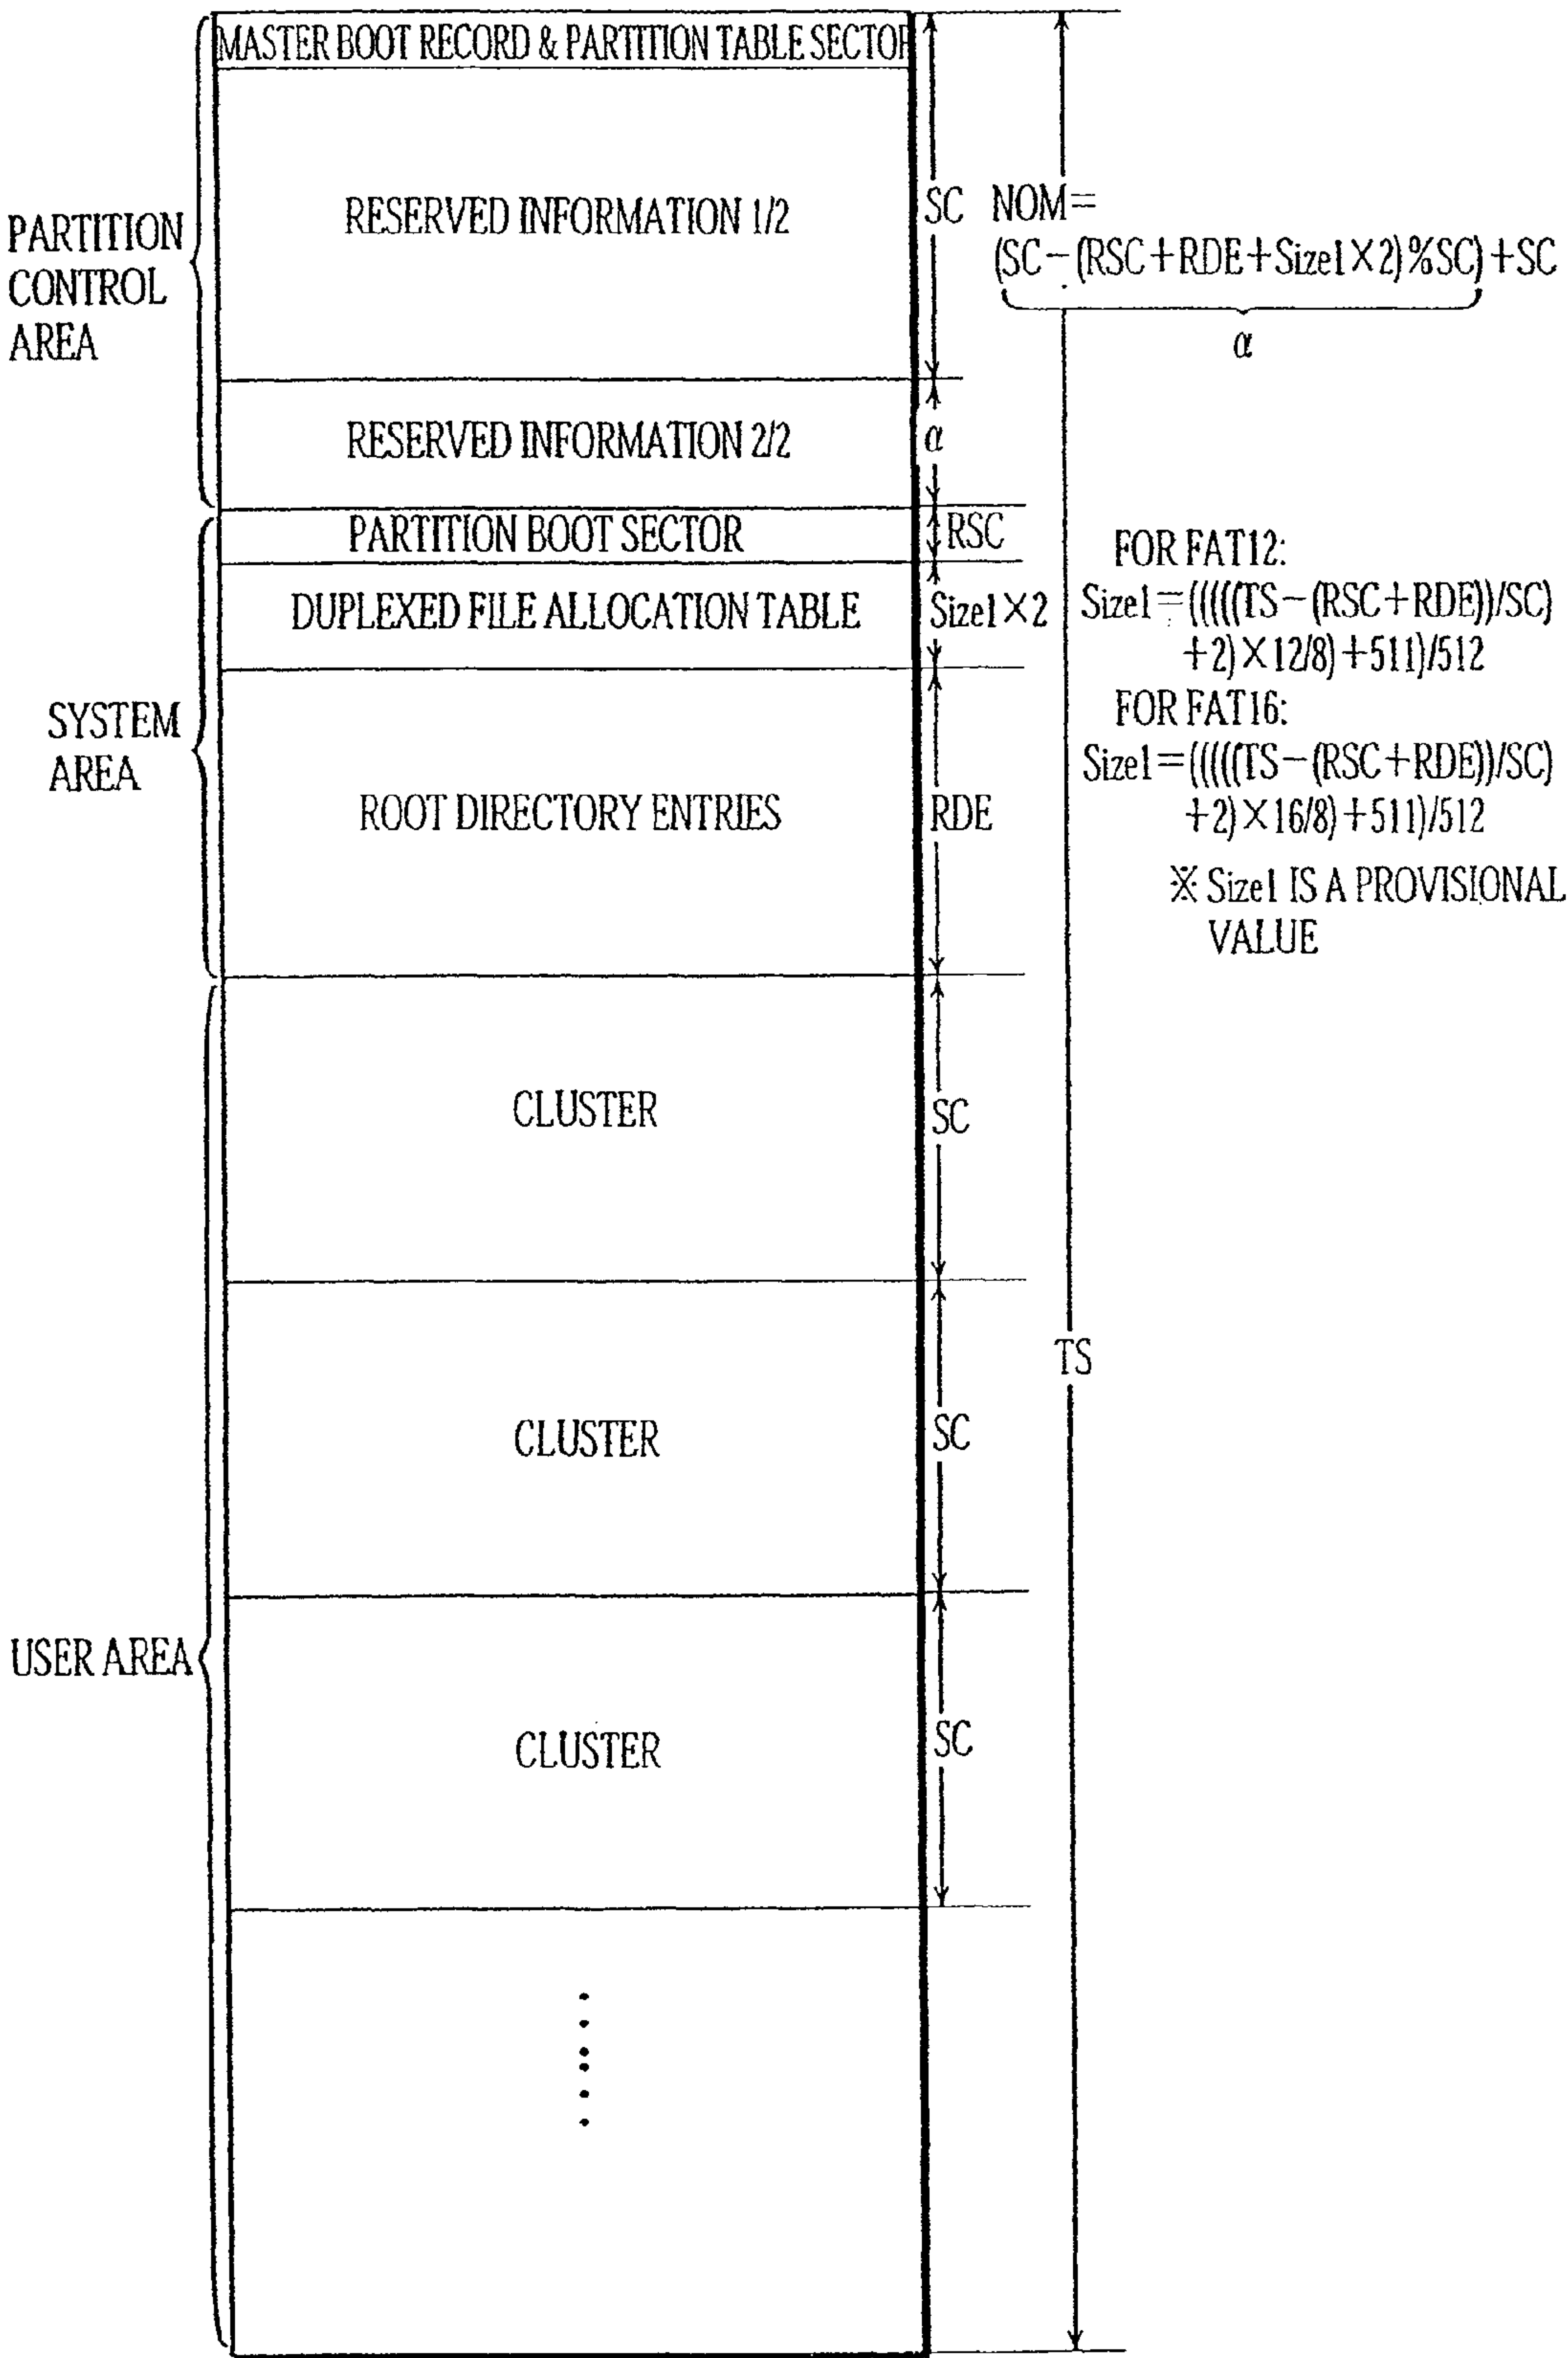 MASTER BOOT RECORD & PARTITION TABLE SECTOR
PARTITION
CONTROL
AREA
RESERVED INFORMATION 1/2
SC
NOM=
(SC-(RSC+RDE+Size1×2)%SC)+SC
α
RESERVED INFORMATION 2/2
α
PARTITION BOOT SECTOR
RSC
DUPLEXED FILE ALLOCATION TABLE
Size1×2
FOR FAT12:
Size1=(((((TS-(RSC+RDE))/SC)
+2)×12/8)+511)/512
FOR FAT16:
Size1=(((((TS-(RSC+RDE))/SC)
+2)×16/8)+511)/512
※ Size1 IS A PROVISIONAL
VALUE
SYSTEM
AREA
ROOT DIRECTORY ENTRIES
RDE
CLUSTER
SC
TS
CLUSTER
SC
USER AREA
CLUSTER
SC